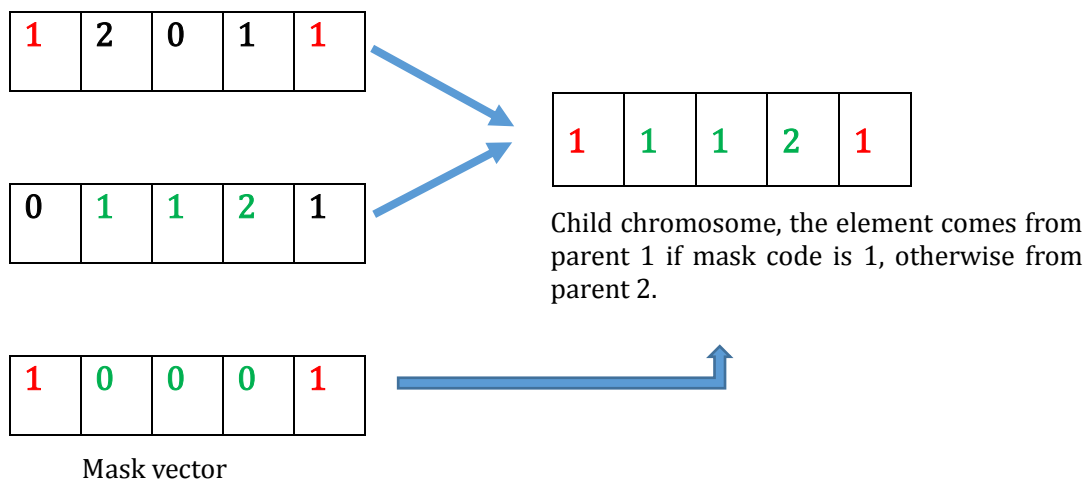 1 2 0 1 1
1 1 1 2 1
0 1 1 2 1
Child chromosome, the element comes from
parent 1 if mask code is 1, otherwise from
parent 2.
1 0 0 0 1
Mask vector